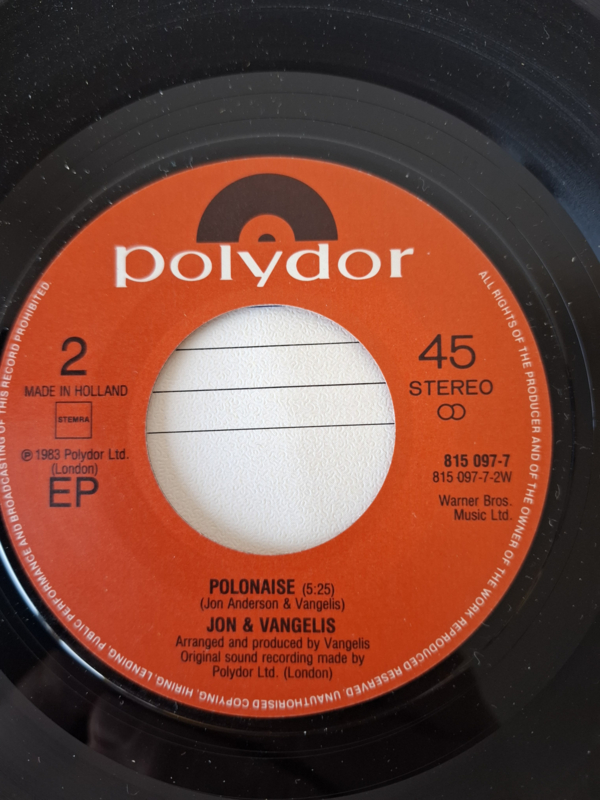 polydor
2
MADE IN HOLLAND
STEMRA
℗ 1983 Polydor Ltd.
(London)
EP
45
STEREO
815 097-7
815 097-7-2W
Warner Bros.
Music Ltd.
POLONAISE (5:25)
(Jon Anderson & Vangelis)
JON & VANGELIS
Arranged and produced by Vangelis
Original sound recording made by
Polydor Ltd. (London)
ALL RIGHTS OF THE PRODUCER AND OF THE OWNER OF THE WORK REPRODUCED RESERVED. UNAUTHORISED COPYING, HIRING, LENDING, PUBLIC PERFORMANCE AND BROADCASTING OF THIS RECORD PROHIBITED.